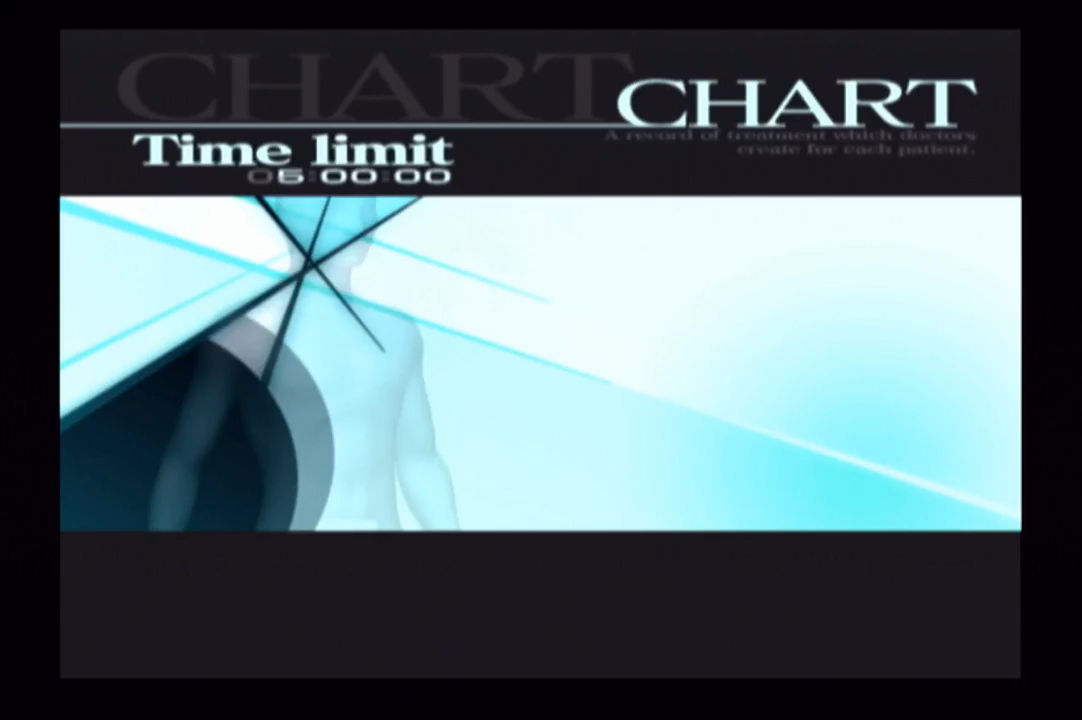 CHART
CHART
A record of treatment which doctors
create for each patient.
Time limit
05:00:00